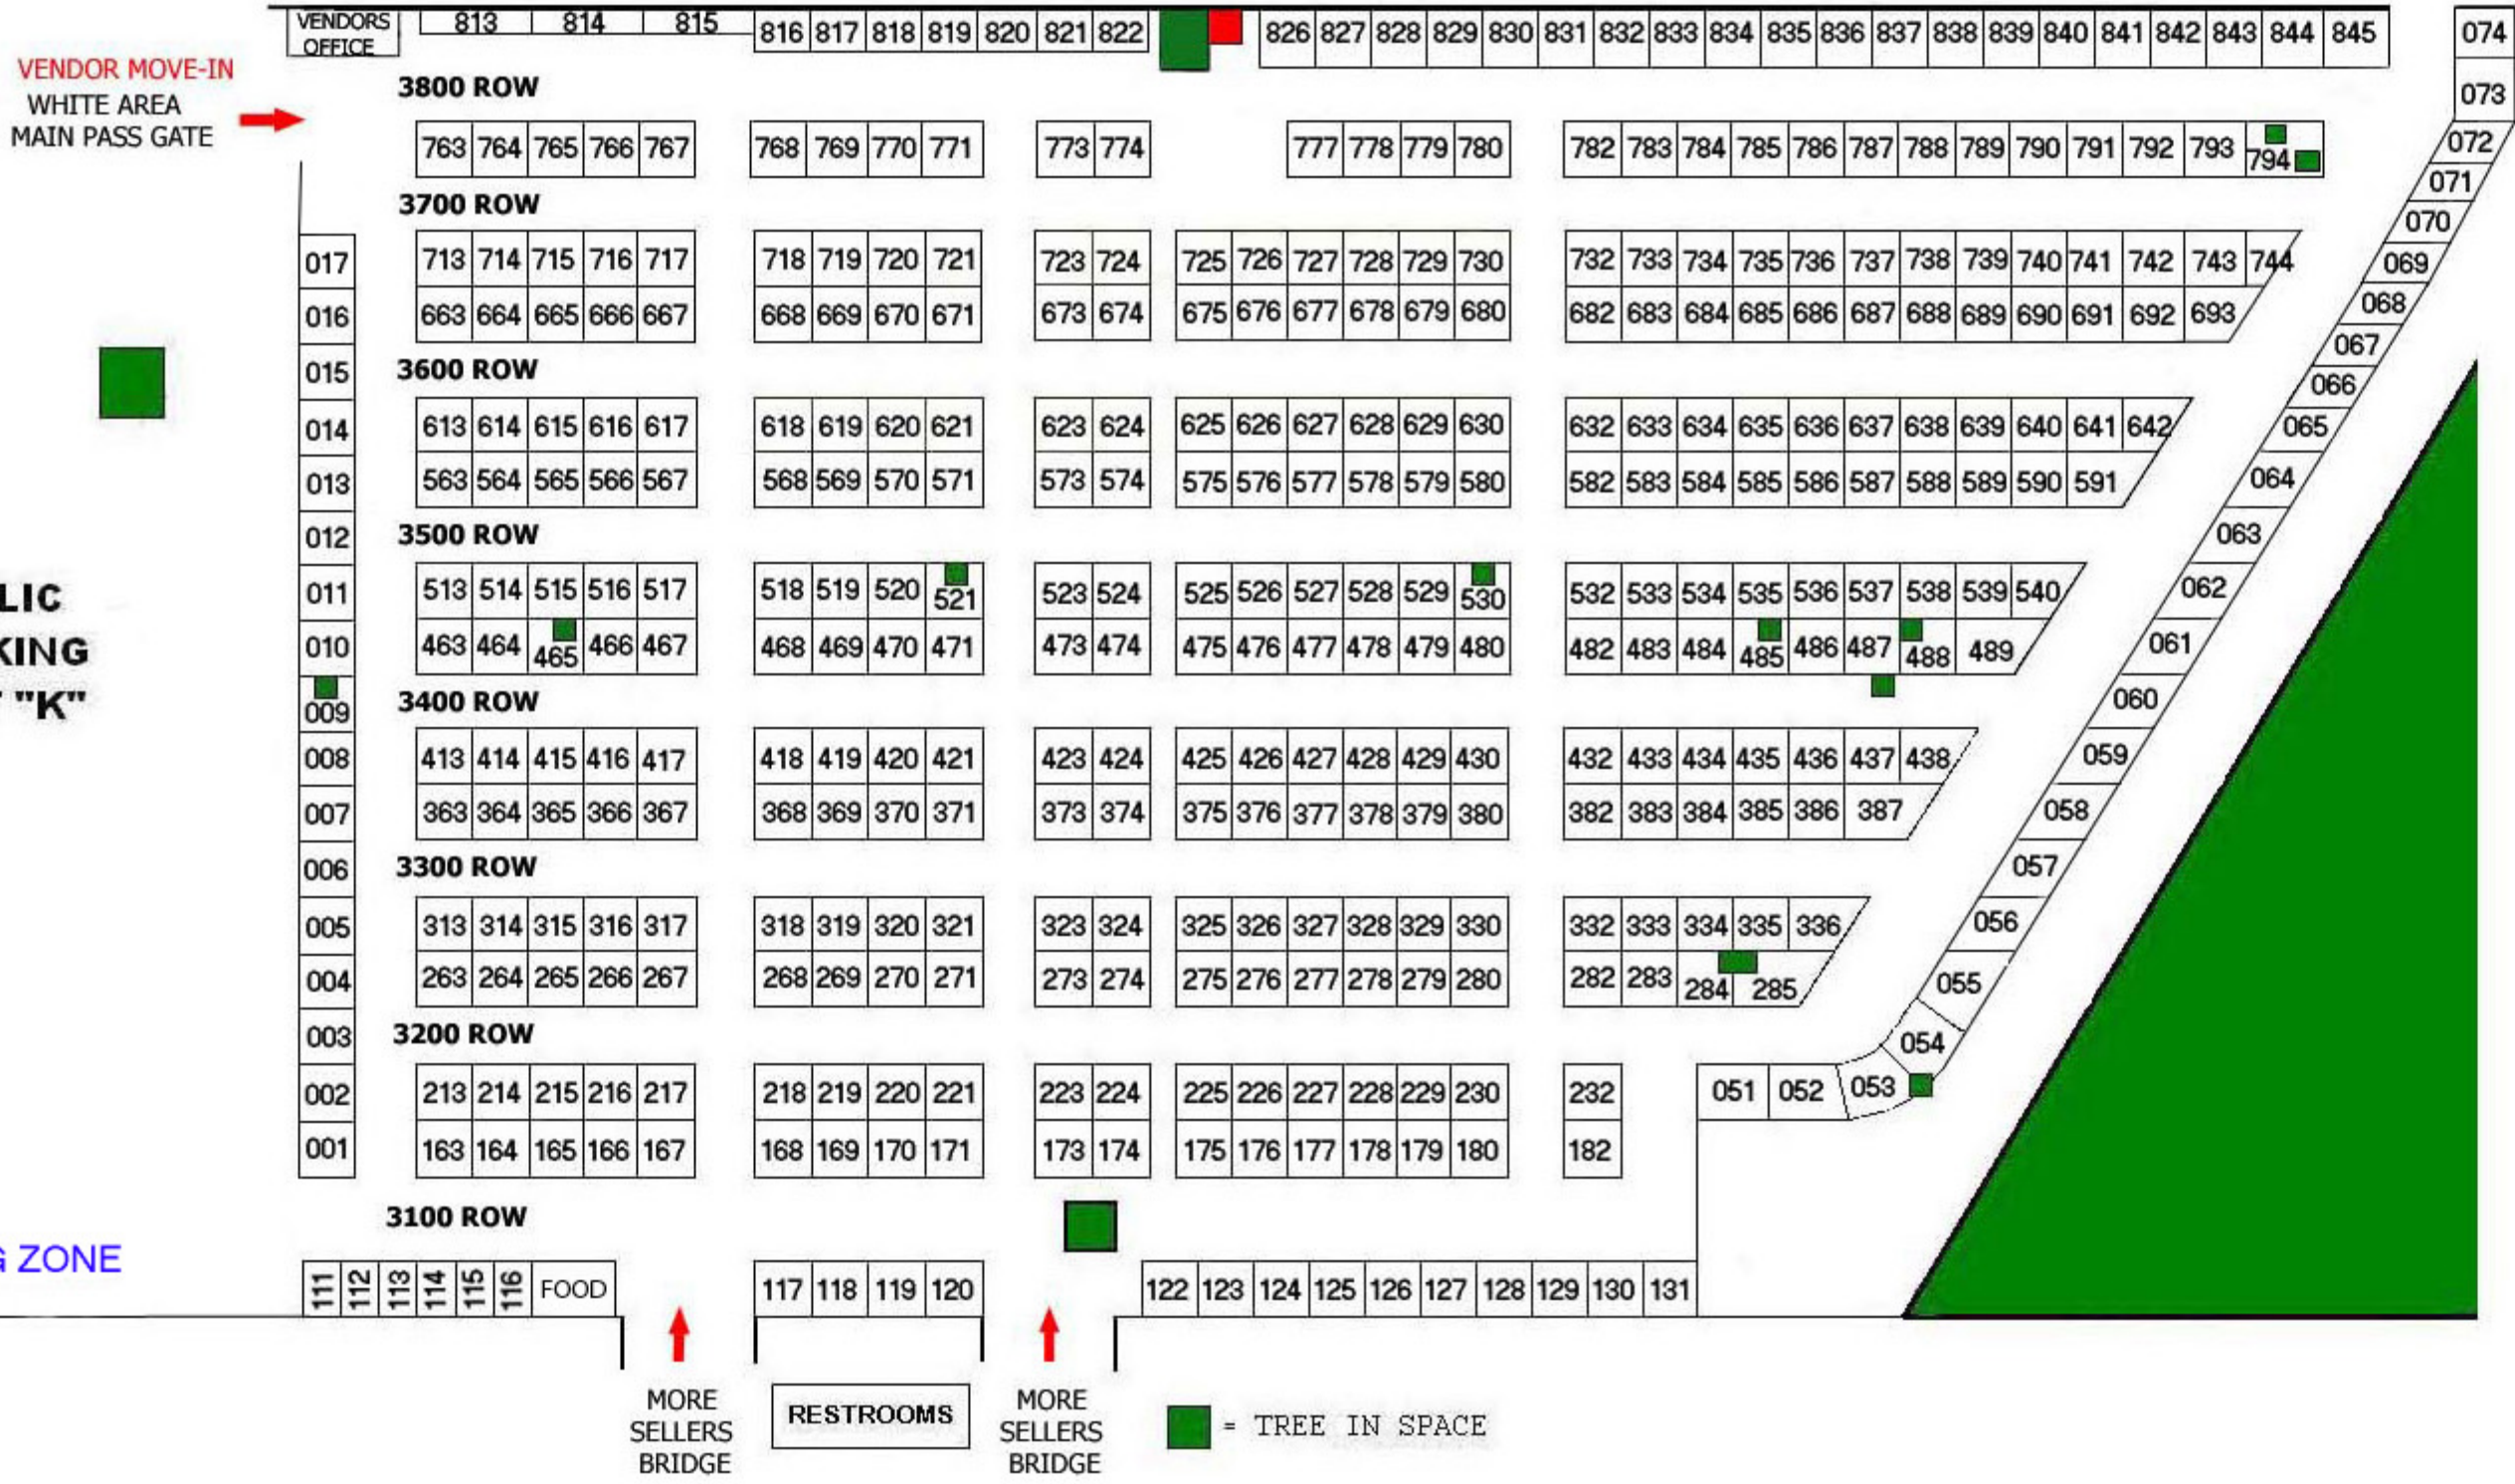 VENDORS
OFFICE
813 814 815 816 817 818 819 820 821 822 826 827 828 829 830 831 832 833 834 835 836 837 838 839 840 841 842 843 844 845 074
VENDOR MOVE-IN
WHITE AREA
MAIN PASS GATE
3800 ROW
073
763 764 765 766 767 768 769 770 771 773 774 777 778 779 780 782 783 784 785 786 787 788 789 790 791 792 793 794 072
071
3700 ROW
070
017 713 714 715 716 717 718 719 720 721 723 724 725 726 727 728 729 730 732 733 734 735 736 737 738 739 740 741 742 743 744 069
016 663 664 665 666 667 668 669 670 671 673 674 675 676 677 678 679 680 682 683 684 685 686 687 688 689 690 691 692 693 068
067
015 3600 ROW 066
014 613 614 615 616 617 618 619 620 621 623 624 625 626 627 628 629 630 632 633 634 635 636 637 638 639 640 641 642 065
013 563 564 565 566 567 568 569 570 571 573 574 575 576 577 578 579 580 582 583 584 585 586 587 588 589 590 591 064
012 3500 ROW 063
LIC
011 513 514 515 516 517 518 519 520 521 523 524 525 526 527 528 529 530 532 533 534 535 536 537 538 539 540 062
KING
010 463 464 465 466 467 468 469 470 471 473 474 475 476 477 478 479 480 482 483 484 485 486 487 488 489 061
"K"
009 3400 ROW 060
008 413 414 415 416 417 418 419 420 421 423 424 425 426 427 428 429 430 432 433 434 435 436 437 438 059
007 363 364 365 366 367 368 369 370 371 373 374 375 376 377 378 379 380 382 383 384 385 386 387 058
006 3300 ROW 057
005 313 314 315 316 317 318 319 320 321 323 324 325 326 327 328 329 330 332 333 334 335 336 056
004 263 264 265 266 267 268 269 270 271 273 274 275 276 277 278 279 280 282 283 284 285 055
003 3200 ROW 054
002 213 214 215 216 217 218 219 220 221 223 224 225 226 227 228 229 230 232 051 052 053
001 163 164 165 166 167 168 169 170 171 173 174 175 176 177 178 179 180 182
3100 ROW
G ZONE
111 112 113 114 115 116 FOOD 117 118 119 120 122 123 124 125 126 127 128 129 130 131
MORE
SELLERS
BRIDGE
RESTROOMS
MORE
SELLERS
BRIDGE
= TREE IN SPACE